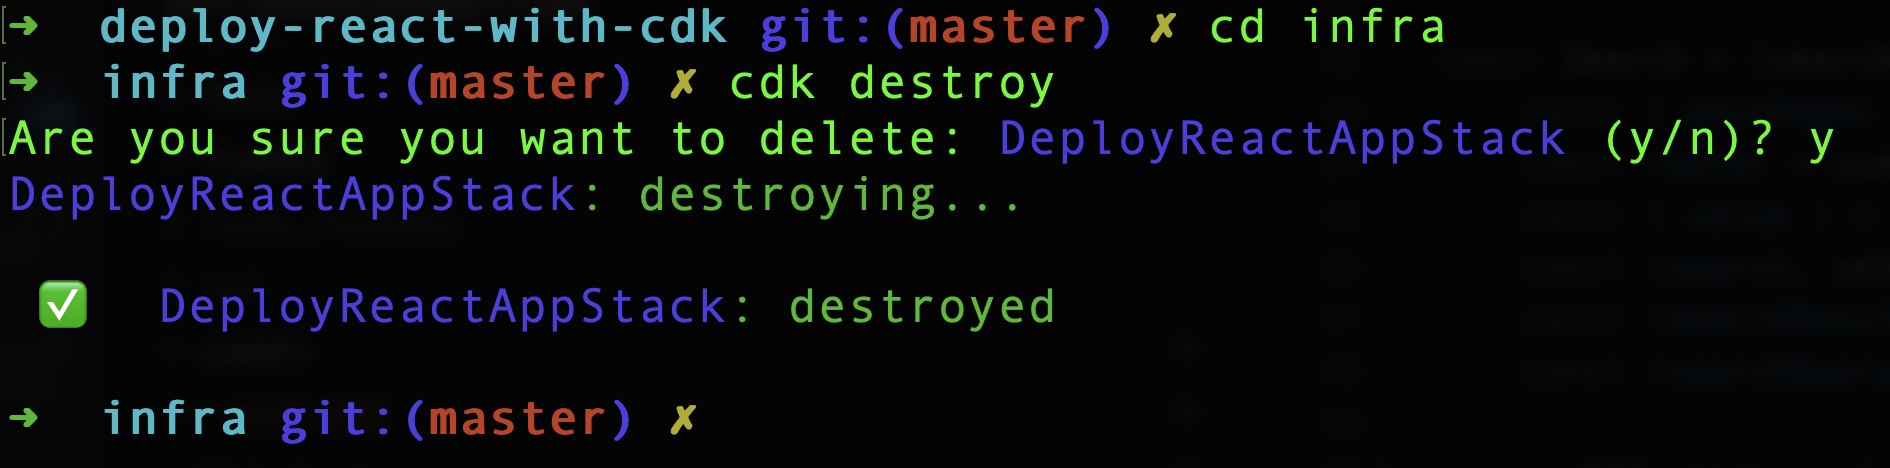 ➜  deploy-react-with-cdk git:(master) ✗ cd infra
➜  infra git:(master) ✗ cdk destroy
Are you sure you want to delete: DeployReactAppStack (y/n)? y
DeployReactAppStack: destroying...
✅  DeployReactAppStack: destroyed
➜  infra git:(master) ✗